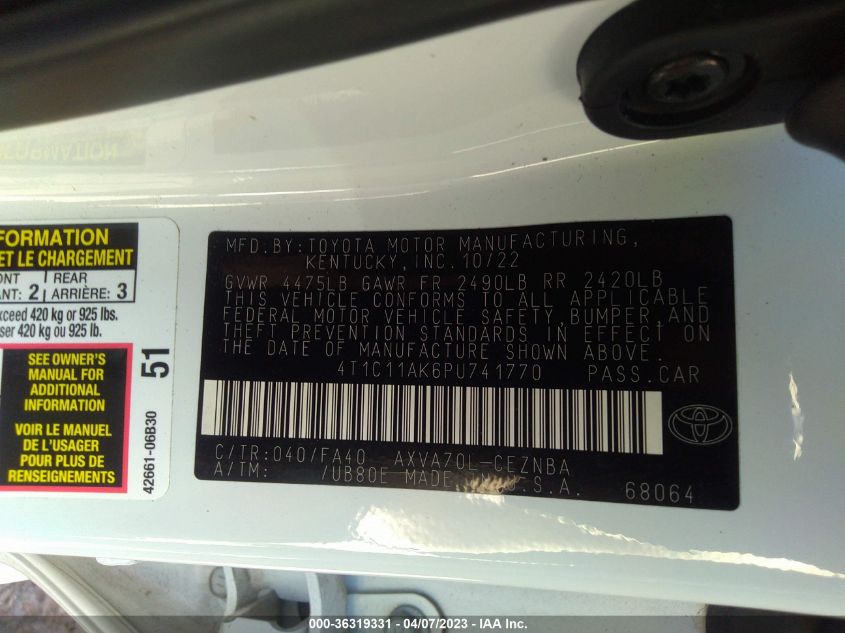 FORMATION
ET LE CHARGEMENT
REAR
2 ARRIÈRE: 3
420 kg or 925 lbs.
420 kg ou 925 lb.
SEE OWNER'S
MANUAL FOR
ADDITIONAL
INFORMATION
VOIR LE MANUEL
DE L'USAGER
POUR PLUS DE
RENSEIGNEMENTS
51
42661-06B30
MFD.BY:TOYOTA MOTOR MANUFACTURING,
KENTUCKY,INC.10/22
GVWR 4475LB GAWR FR 2490LB RR 2420LB
THIS VEHICLE CONFORMS TO ALL APPLICABLE
FEDERAL MOTOR VEHICLE SAFETY,BUMPER,AND
THEFT PREVENTION STANDARDS IN EFFECT ON
THE DATE OF MANUFACTURE SHOWN ABOVE.
4T1C11AK6PU741770 PASS.CAR
C/TR:040/FA40 AXVA70L-CEZNBA
A/TM: /UB80E MADE U.S.A. 68064
000-36319331 - 04/07/2023 - IAA Inc.